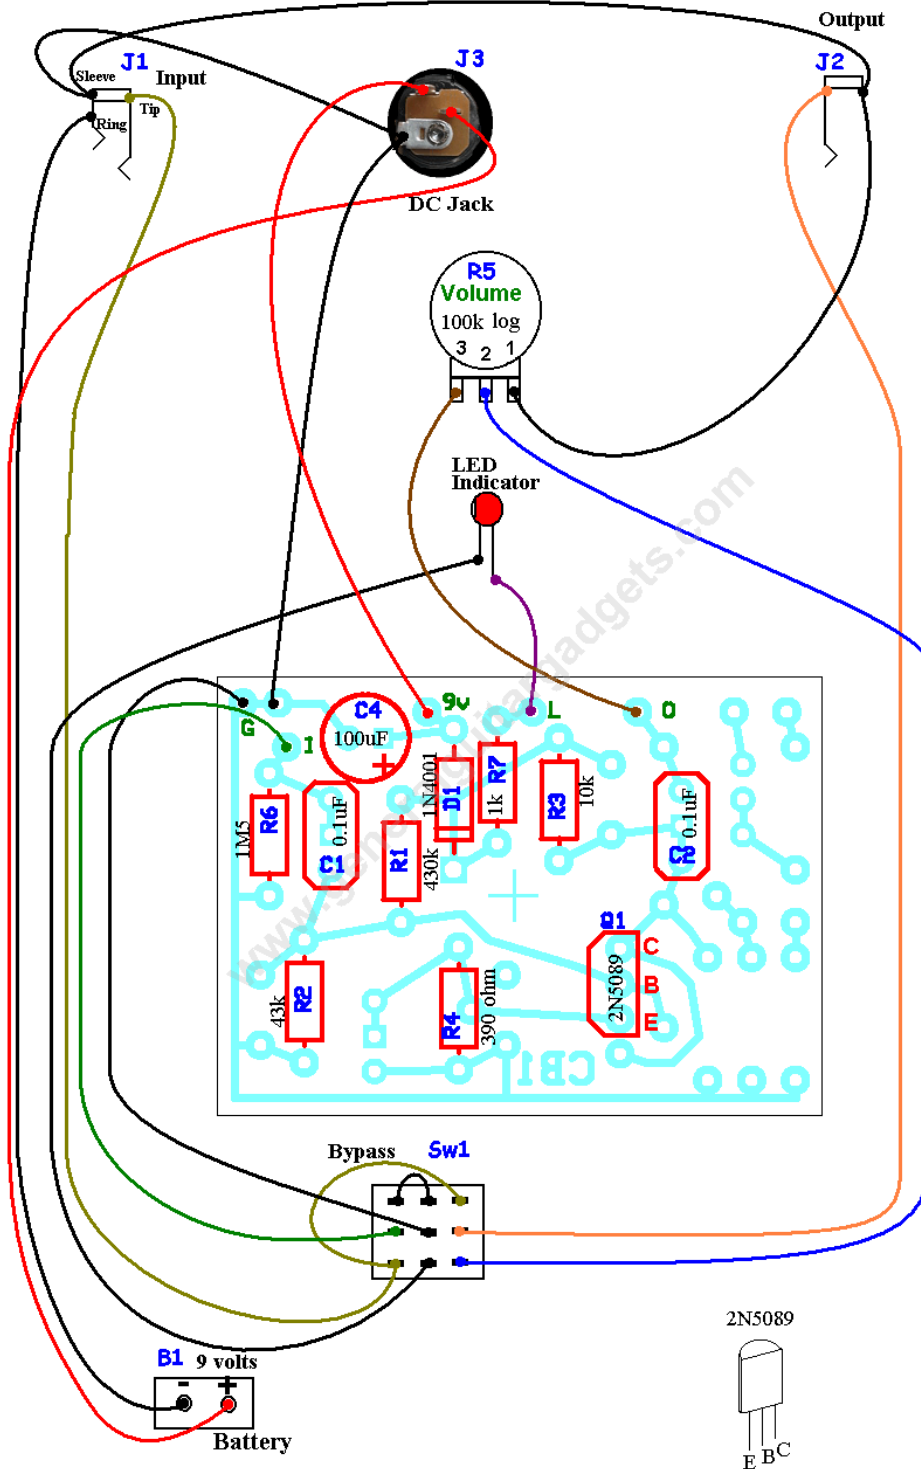 Output
J1
J3
J2
Sleeve
Input
Tip
Ring
DC Jack
R5
Volume
100k log
3 2 1
LED
Indicator
G
I
C4
100uF
+
9v
L
O
1M5
R6
0.1uF
C1
R1
430k
1N4001
D1
R7
1k
R3
10k
0.1uF
C2
Q1
2N5089
C
B
E
43k
R2
R4
390 ohm
CB1
www.generalguitargadgets.com
Bypass
Sw1
B1 9 volts
- +
Battery
2N5089
E B C